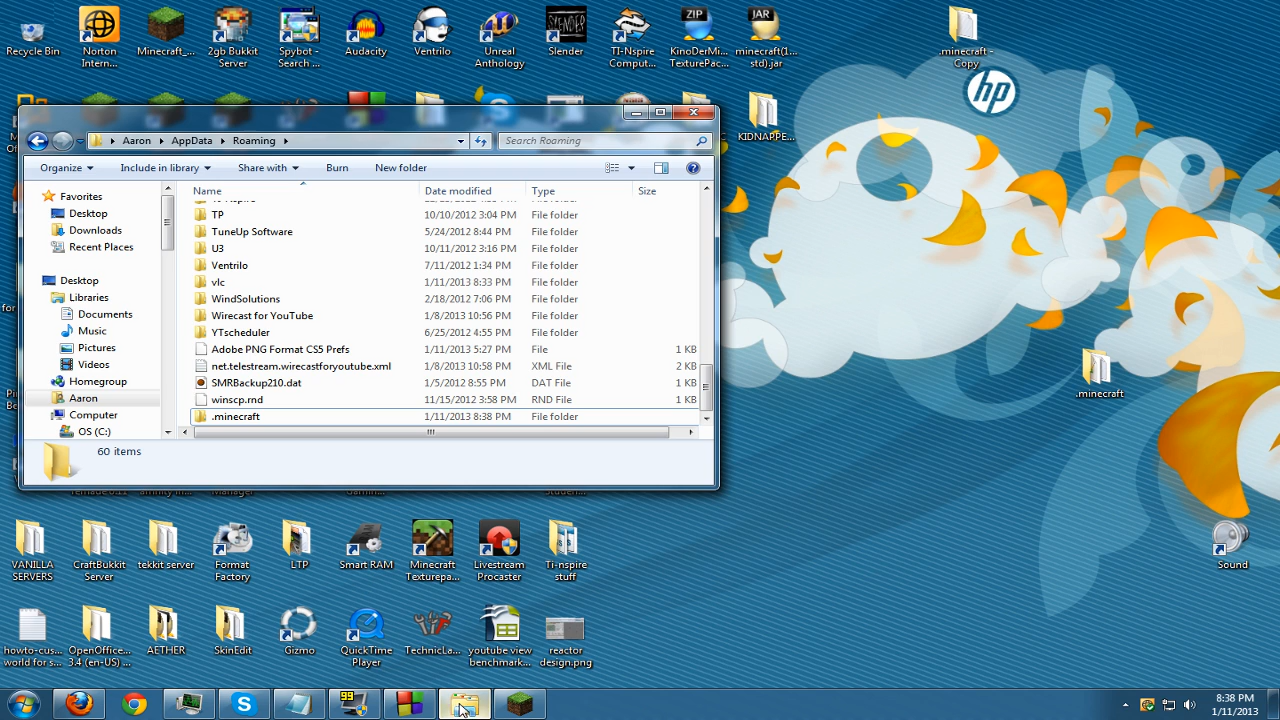 Recycle Bin
Norton
Intern...
Minecraft_...
2gb Bukkit
Server
Spybot -
Search ...
Audacity
Ventrilo
Unreal
Anthology
SLENDER
Slender
TI-Nspire
Comput...
ZIP
KinoDerMi...
TexturePac...
JAR
minecraft(1...
std).jar
.minecraft -
Copy
hp
KIDNAPPE...
Aaron
AppData
Roaming
Search Roaming
Organize
Include in library
Share with
Burn
New folder
Name
Date modified
Type
Size
Favorites
Desktop
Downloads
Recent Places
Desktop
Libraries
Documents
Music
Pictures
Videos
Homegroup
Aaron
Computer
OS (C:)
TP 10/10/2012 3:04 PM File folder
TuneUp Software 5/24/2012 8:44 PM File folder
U3 10/11/2012 3:16 PM File folder
Ventrilo 7/11/2012 1:34 PM File folder
vlc 1/11/2013 8:33 PM File folder
WindSolutions 2/18/2012 7:06 PM File folder
Wirecast for YouTube 1/8/2013 10:56 PM File folder
YTscheduler 6/25/2012 4:55 PM File folder
Adobe PNG Format CS5 Prefs 1/11/2013 5:27 PM File 1 KB
net.telestream.wirecastforyoutube.xml 1/8/2013 10:58 PM XML File 2 KB
SMRBackup210.dat 1/5/2012 8:55 PM DAT File 1 KB
winscp.rnd 11/15/2012 3:58 PM RND File 1 KB
.minecraft 1/11/2013 8:38 PM File folder
60 items
.minecraft
VANILLA
SERVERS
CraftBukkit
Server
tekkit server
Format
Factory
LTP
Smart RAM
Minecraft
Texturepa...
Livestream
Procaster
Ti-nspire
stuff
Sound
howto-cus...
world for s...
OpenOffice...
3.4 (en-US) ...
AETHER
SkinEdit
Gizmo
QuickTime
Player
TechnicLa...
youtube view
benchmark...
reactor
design.png
99
8:38 PM
1/11/2013